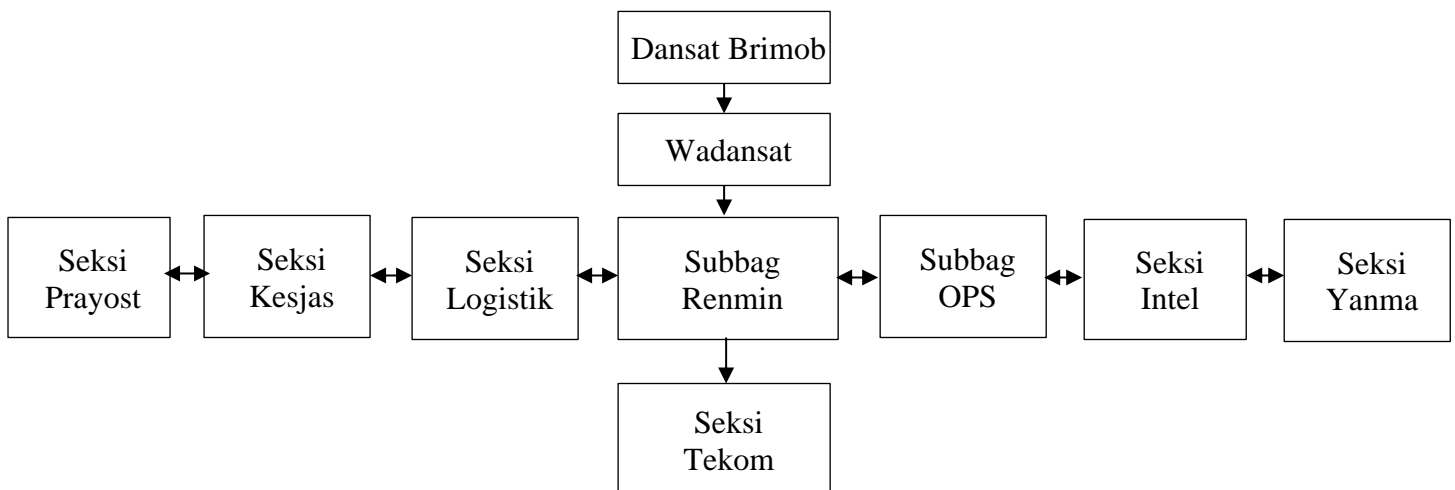 Dansat Brimob
Wadansat
Seksi
Prayost
Seksi
Kesjas
Seksi
Logistik
Subbag
Renmin
Subbag
OPS
Seksi
Intel
Seksi
Yanma
Seksi
Tekom